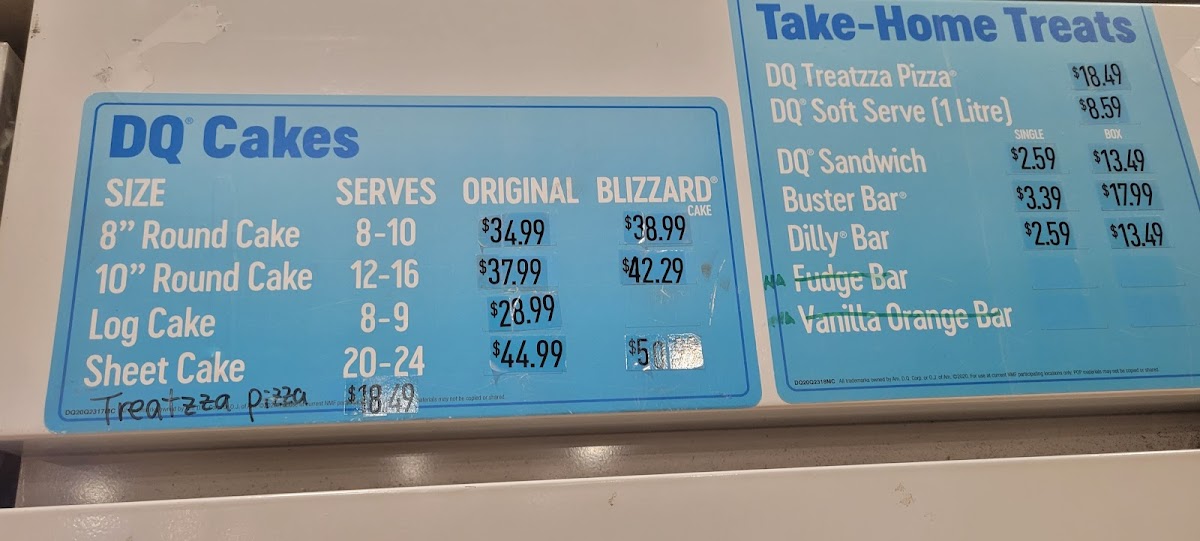 DQ® Cakes
SIZE SERVES ORIGINAL BLIZZARD® CAKE
8” Round Cake 8-10 $34.99 $38.99
10” Round Cake 12-16 $37.99 $42.29
Log Cake 8-9 $28.99
Sheet Cake 20-24 $44.99
Treatzza pizza $18.49
Take-Home Treats
DQ Treatzza Pizza® $18.49
DQ® Soft Serve (1 Litre) $8.59
SINGLE BOX
DQ® Sandwich $2.59 $13.49
Buster Bar® $3.39 $17.99
Dilly® Bar $2.59 $13.49
N/A Fudge Bar
N/A Vanilla Orange Bar